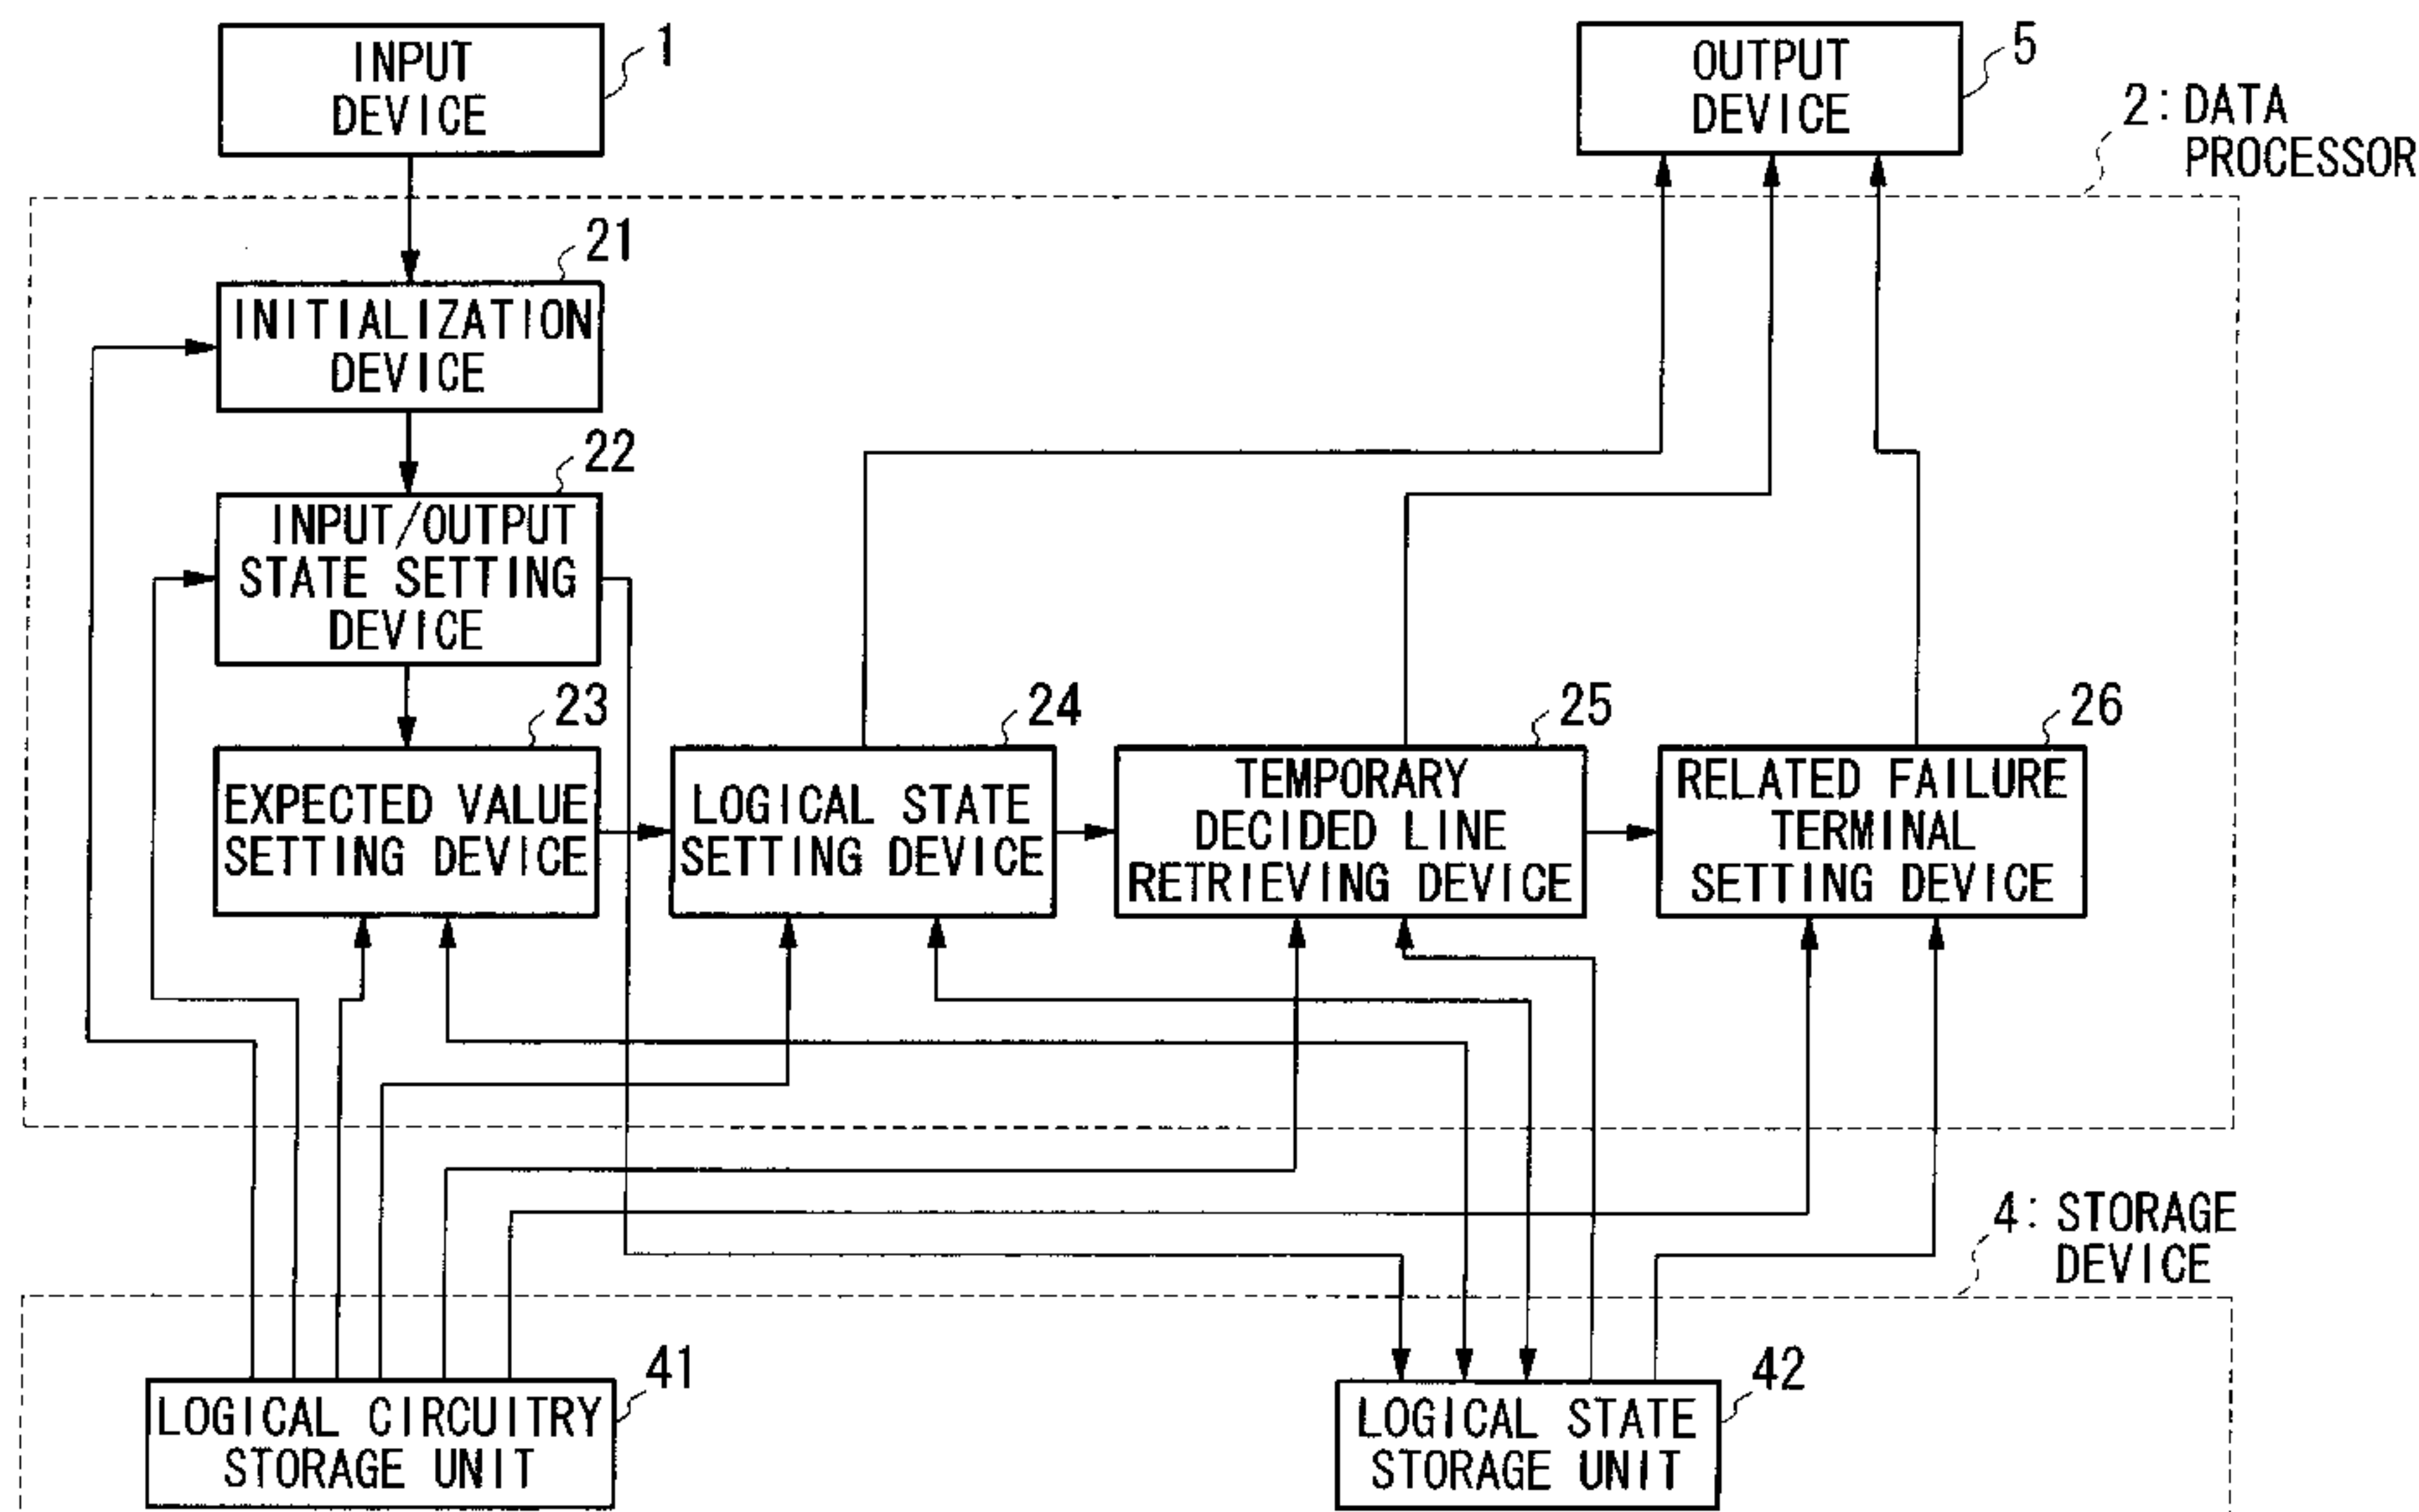 INPUT
DEVICE
1
OUTPUT
DEVICE
5
2: DATA
PROCESSOR
21
INITIALIZATION
DEVICE
22
INPUT/OUTPUT
STATE SETTING
DEVICE
23
EXPECTED VALUE
SETTING DEVICE
24
LOGICAL STATE
SETTING DEVICE
25
TEMPORARY
DECIDED LINE
RETRIEVING DEVICE
26
RELATED FAILURE
TERMINAL
SETTING DEVICE
4: STORAGE
DEVICE
41
LOGICAL CIRCUITRY
STORAGE UNIT
42
LOGICAL STATE
STORAGE UNIT